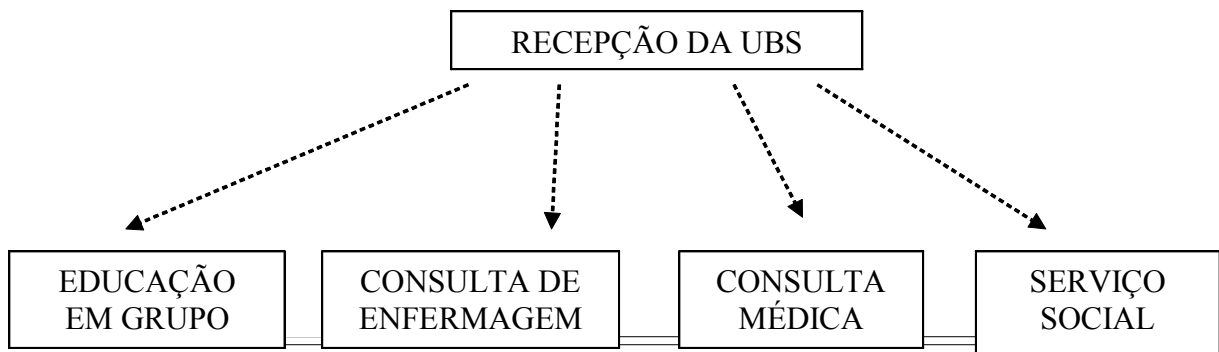 RECEPÇÃO DA UBS
EDUCAÇÃO
EM GRUPO
CONSULTA DE
ENFERMAGEM
CONSULTA
MÉDICA
SERVIÇO
SOCIAL